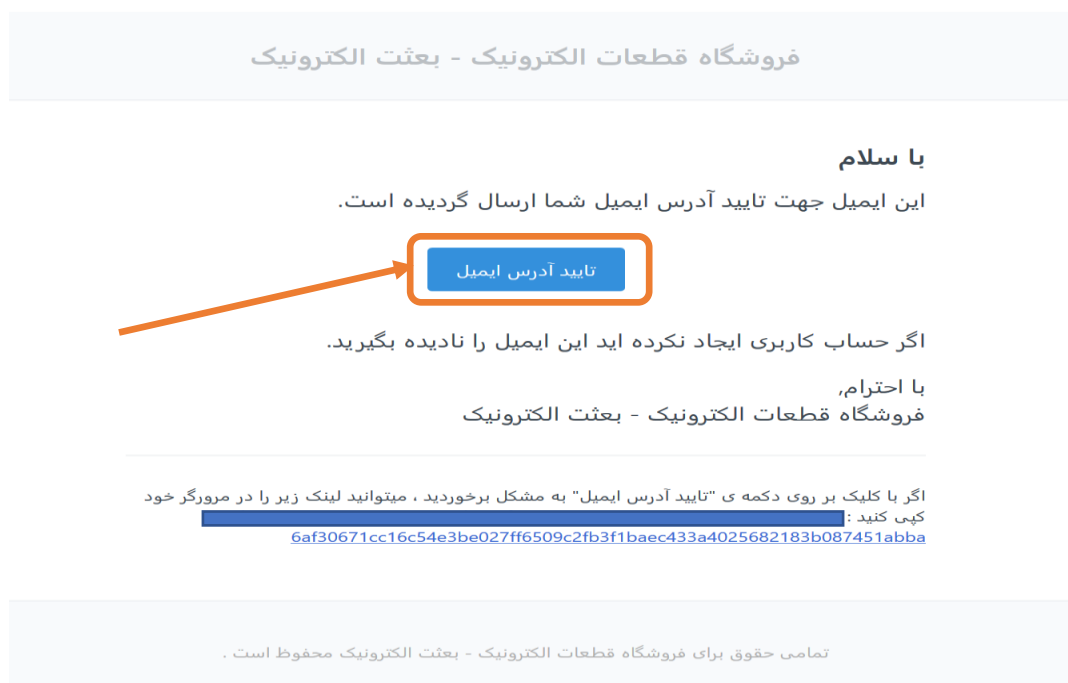 فروشگاه قطعات الکترونیک - بعثت الکترونیک
با سلام
این ایمیل جهت تایید آدرس ایمیل شما ارسال گردیده است.
تایید آدرس ایمیل
اگر حساب کاربری ایجاد نکرده اید این ایمیل را نادیده بگیرید.
با احترام,
فروشگاه قطعات الکترونیک - بعثت الکترونیک
اگر با کلیک بر روی دکمه ی "تایید آدرس ایمیل" به مشکل برخوردید ، میتوانید لینک زیر را در مرورگر خود
کپی کنید :
6af30671cc16c54e3be027ff6509c2fb3f1baec433a4025682183b087451abba
تمامی حقوق برای فروشگاه قطعات الکترونیک - بعثت الکترونیک محفوظ است .